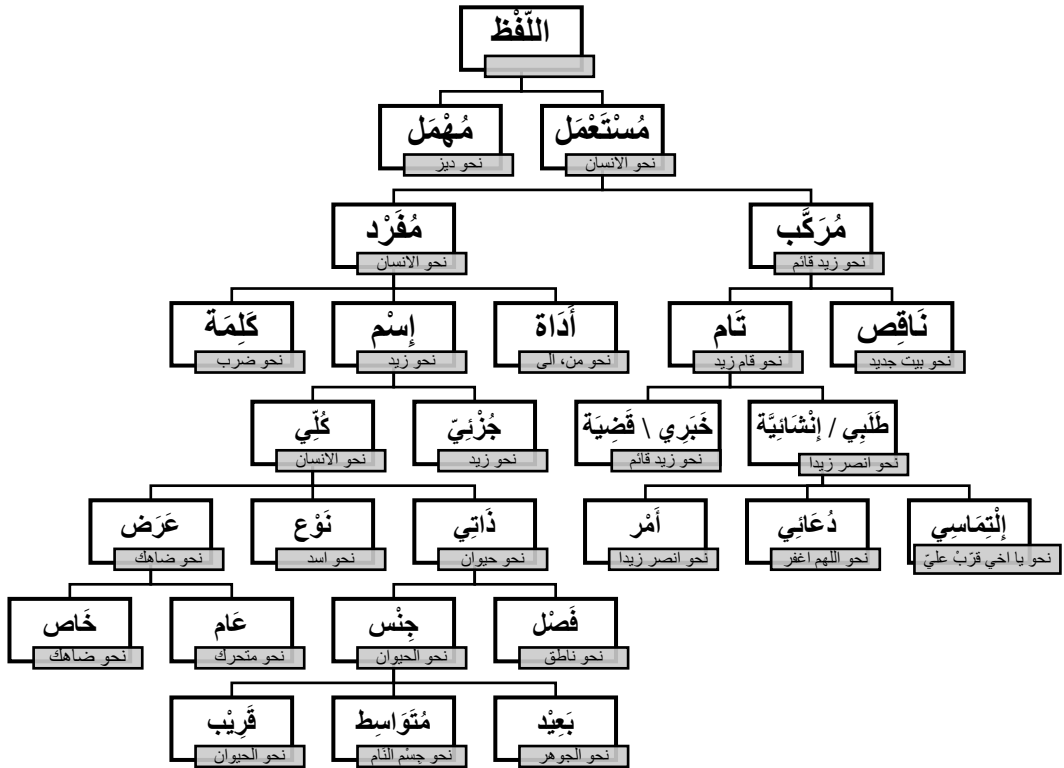 اللّفْظ
مُسْتَعْمَل
نحو الانسان
مُهْمَل
نحو ديز
مُرَكَّب
نحو زيد قائم
مُفَرْد
نحو الانسان
نَاقِص
نحو بيت جديد
تَام
نحو قام زيد
أَدَاة
نحو من، الى
إِسْم
نحو زيد
كَلِمَة
نحو ضرب
طَلَبِي / إِنْشَائِيَّة
نحو انصر زيدا
خَبَرِي \ قَضِيَة
نحو زيد قائم
جُزْئِيّ
نحو زيد
كُلِّي
نحو الانسان
إِلْتِمَاسِي
نحو يا اخي قرّبْ عليّ
دُعَائِي
نحو اللهم اغفر
أَمْر
نحو انصر زيدا
ذَاتِي
نحو حيوان
نَوْع
نحو اسد
عَرَض
نحو ضاهك
فَصْل
نحو ناطق
جِنْس
نحو الحيوان
عَام
نحو متحرك
خَاص
نحو ضاهك
بَعِيْد
نحو الجوهر
مُتَوَاسِط
نحو جِسْم النَام
قَرِيْب
نحو الحيوان